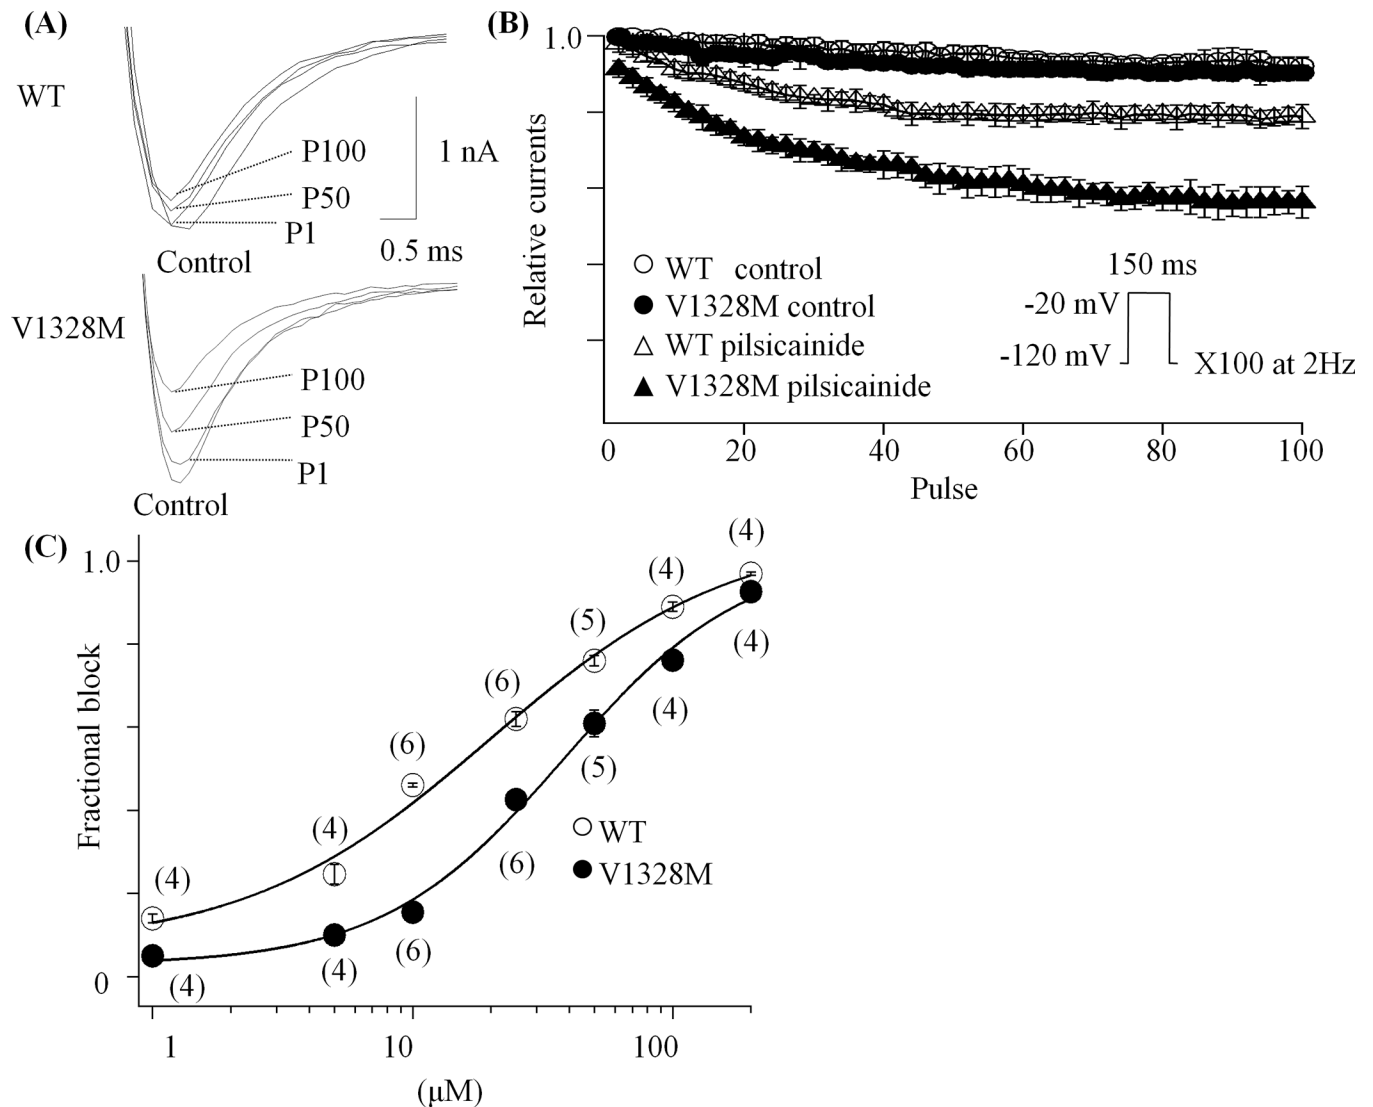 (A)
WT
P100
P50
P1
Control
1 nA
0.5 ms
V1328M
P100
P50
P1
Control
(B)
1.0
Relative currents
WT control
V1328M control
WT pilsicainide
V1328M pilsicainide
150 ms
-20 mV
-120 mV
X100 at 2Hz
0 20 40 60 80 100
Pulse
(C)
1.0
0
Fractional block
(4) (4) (6) (6) (5) (4) (4)
(4) (4) (6) (6) (5) (4) (4)
WT
V1328M
1 10 100
(μM)